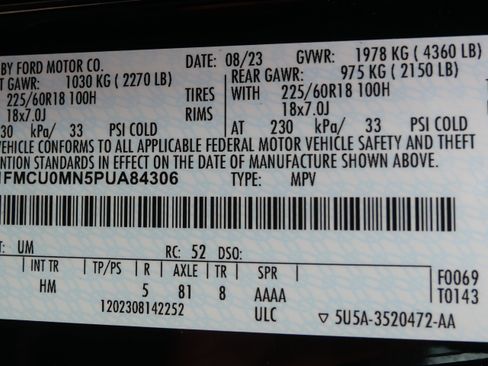 BY FORD MOTOR CO. DATE: 08/23 GVWR: 1978 KG ( 4360 LB)
GAWR: 1030 KG ( 2270 LB) REAR GAWR: 975 KG ( 2150 LB)
225/60R18 100H TIRES WITH 225/60R18 100H
18x7.0J RIMS 18x7.0J
230 kPa/ 33 PSI COLD AT 230 kPa/ 33 PSI COLD
VEHICLE CONFORMS TO ALL APPLICABLE FEDERAL MOTOR VEHICLE SAFETY AND THEFT
STANDARDS IN EFFECT ON THE DATE OF MANUFACTURE SHOWN ABOVE.
1FMCU0MN5PUA84306 TYPE: MPV
UM RC: 52 DSO:
INT TR TP/PS R AXLE TR SPR F0069
HM 5 81 8 AAAA T0143
1202308142252 ULC ▽ 5U5A-3520472-AA